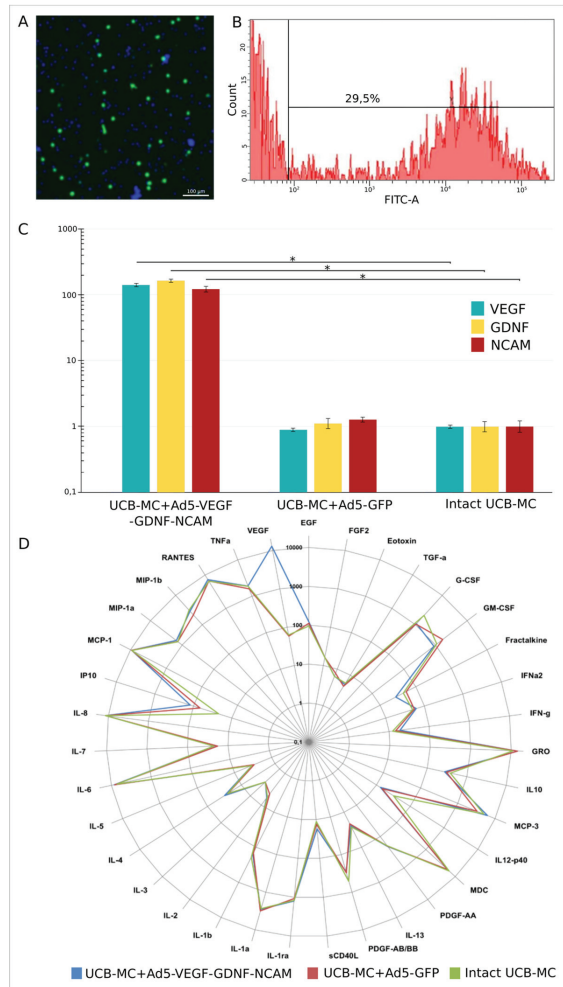 A
100 µm
B
Count
20
15
10
5
0
29,5%
10²
10³
10⁴
10⁵
FITC-A
C
1000
100
10
1
0,1
*
*
*
VEGF
GDNF
NCAM
UCB-MC+Ad5-VEGF
-GDNF-NCAM
UCB-MC+Ad5-GFP
Intact UCB-MC
D
EGF
FGF2
Eotoxin
TGF-a
G-CSF
GM-CSF
Fractalkine
IFNa2
IFN-g
GRO
IL10
MCP-3
IL12-p40
MDC
PDGF-AA
IL-13
PDGF-AB/BB
sCD40L
IL-1ra
IL-1a
IL-1b
IL-2
IL-3
IL-4
IL-5
IL-6
IL-7
IL-8
IP10
MCP-1
MIP-1a
MIP-1b
RANTES
TNFa
VEGF
10000
1000
100
10
1
0,1
UCB-MC+Ad5-VEGF-GDNF-NCAM
UCB-MC+Ad5-GFP
Intact UCB-MC